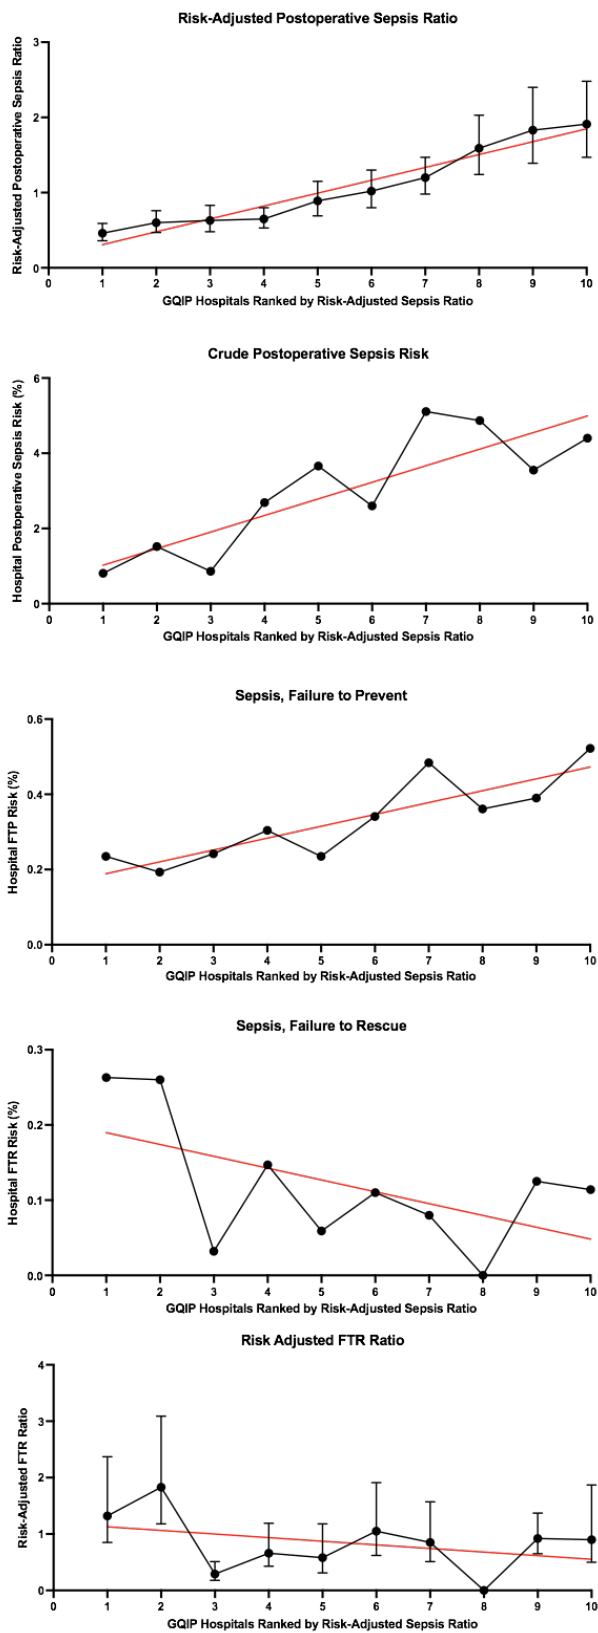 Risk-Adjusted Postoperative Sepsis Ratio
Risk-Adjusted Postoperative Sepsis Ratio
3
2
1
0
0 1 2 3 4 5 6 7 8 9 10
GQIP Hospitals Ranked by Risk-Adjusted Sepsis Ratio
Crude Postoperative Sepsis Risk
Hospital Postoperative Sepsis Risk (%)
6
4
2
0
0 1 2 3 4 5 6 7 8 9 10
GQIP Hospitals Ranked by Risk-Adjusted Sepsis Ratio
Sepsis, Failure to Prevent
Hospital FTP Risk (%)
0.6
0.4
0.2
0.0
0 1 2 3 4 5 6 7 8 9 10
GQIP Hospitals Ranked by Risk-Adjusted Sepsis Ratio
Sepsis, Failure to Rescue
Hospital FTR Risk (%)
0.3
0.2
0.1
0.0
0 1 2 3 4 5 6 7 8 9 10
GQIP Hospitals Ranked by Risk-Adjusted Sepsis Ratio
Risk Adjusted FTR Ratio
Risk-Adjusted FTR Ratio
4
3
2
1
0
0 1 2 3 4 5 6 7 8 9 10
GQIP Hospitals Ranked by Risk-Adjusted Sepsis Ratio